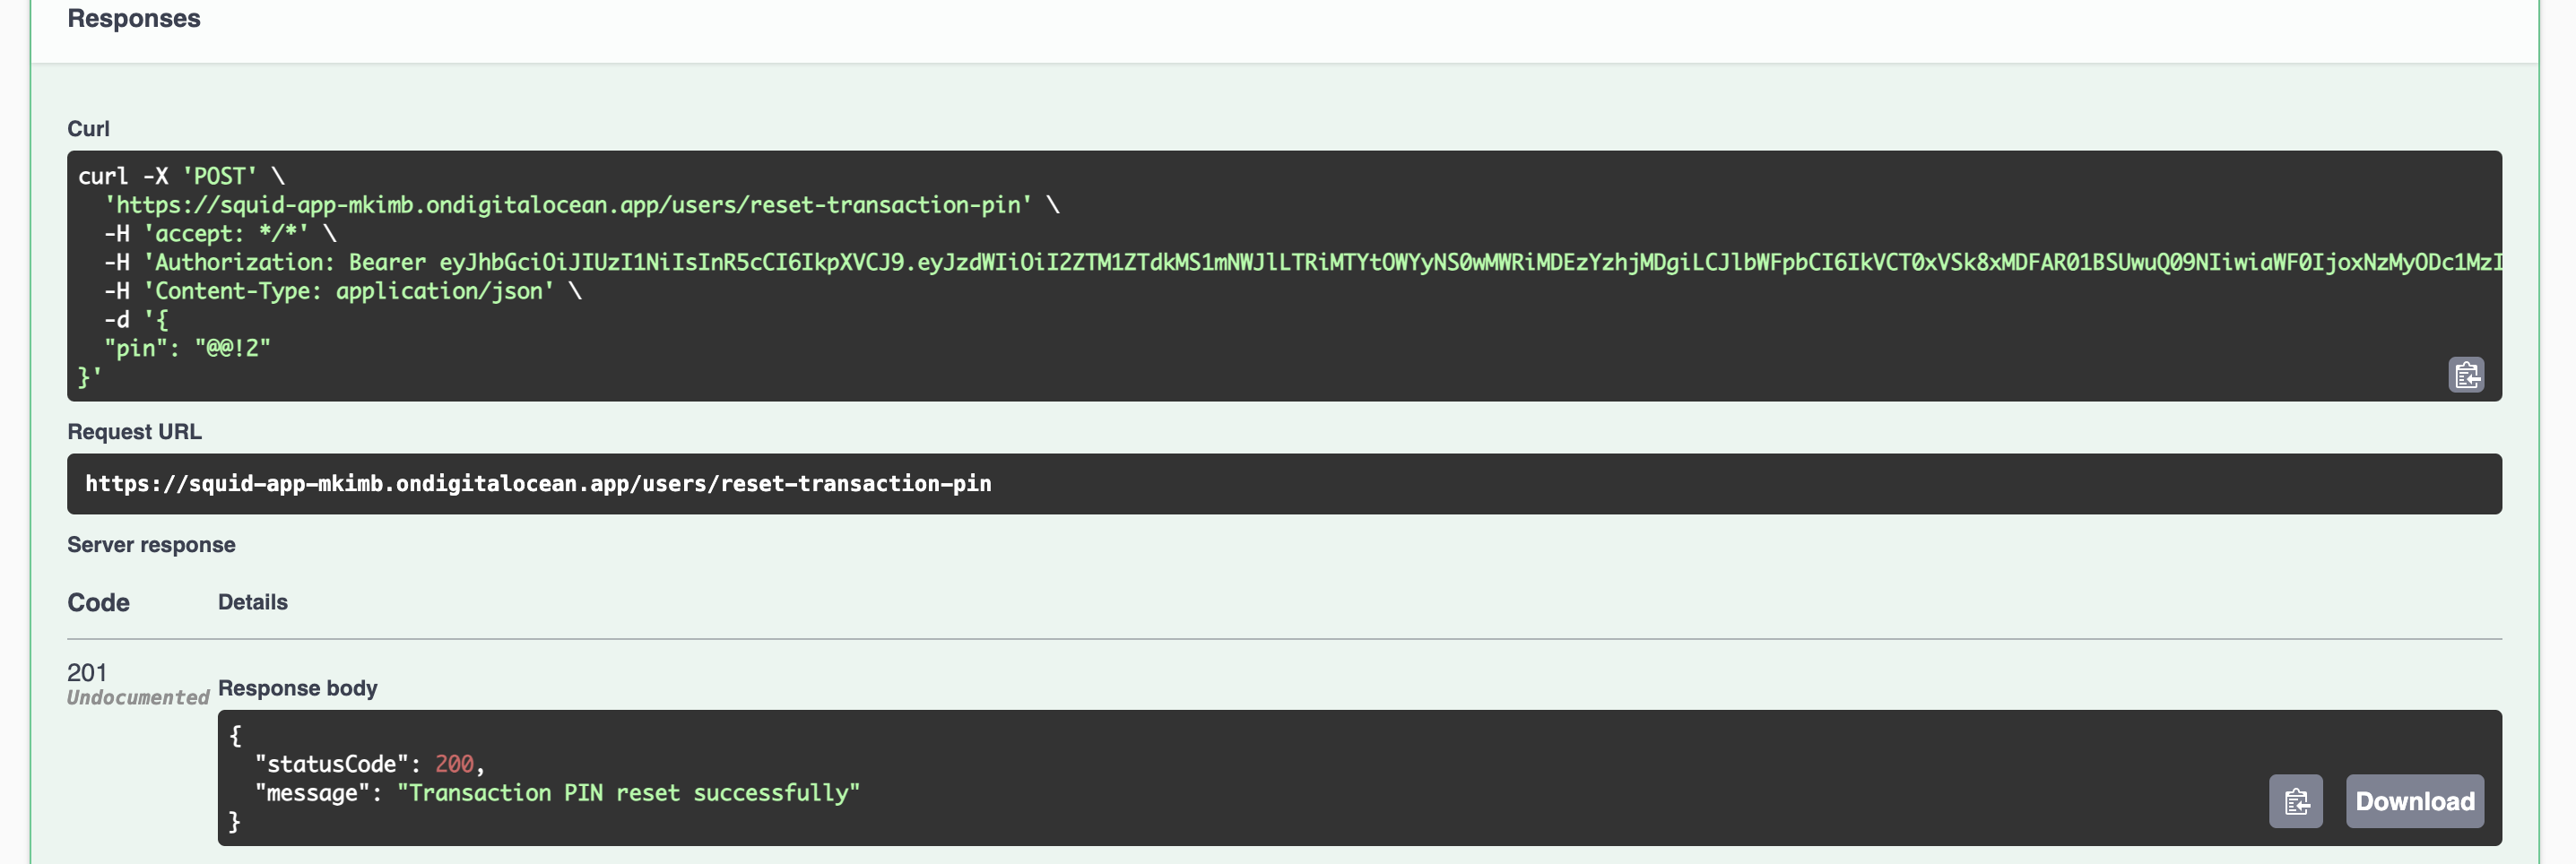 Responses
Curl
curl -X 'POST' \
'https://squid-app-mkimb.ondigitalocean.app/users/reset-transaction-pin' \
-H 'accept: */*' \
-H 'Authorization: Bearer eyJhbGciOiJIUzI1NiIsInR5cCI6IkpXVCJ9.eyJzdWIiOiI2ZTM1ZTdkMS1mNWJlLTRiMTYtOWYyNS0wMWRiMDEzYzhjMDgiLCJlbWFpbCI6IkVCT0xVSk8xMDFAR01BSUwuQ09NIiwiaWF0IjoxNzMyODc1MzI
-H 'Content-Type: application/json' \
-d '{
"pin": "@@!2"
}'
Request URL
https://squid-app-mkimb.ondigitalocean.app/users/reset-transaction-pin
Server response
Code Details
201
Undocumented
Response body
{
"statusCode": 200,
"message": "Transaction PIN reset successfully"
}
Download